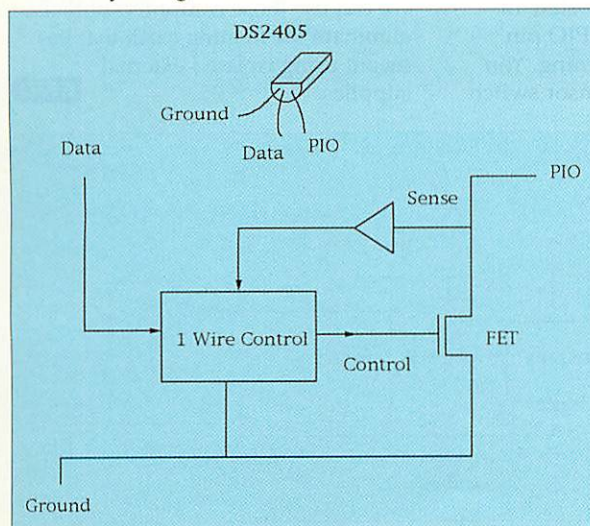 DS2405
Ground
Data
PIO
Data
PIO
Sense
1 Wire Control
Control
FET
Ground